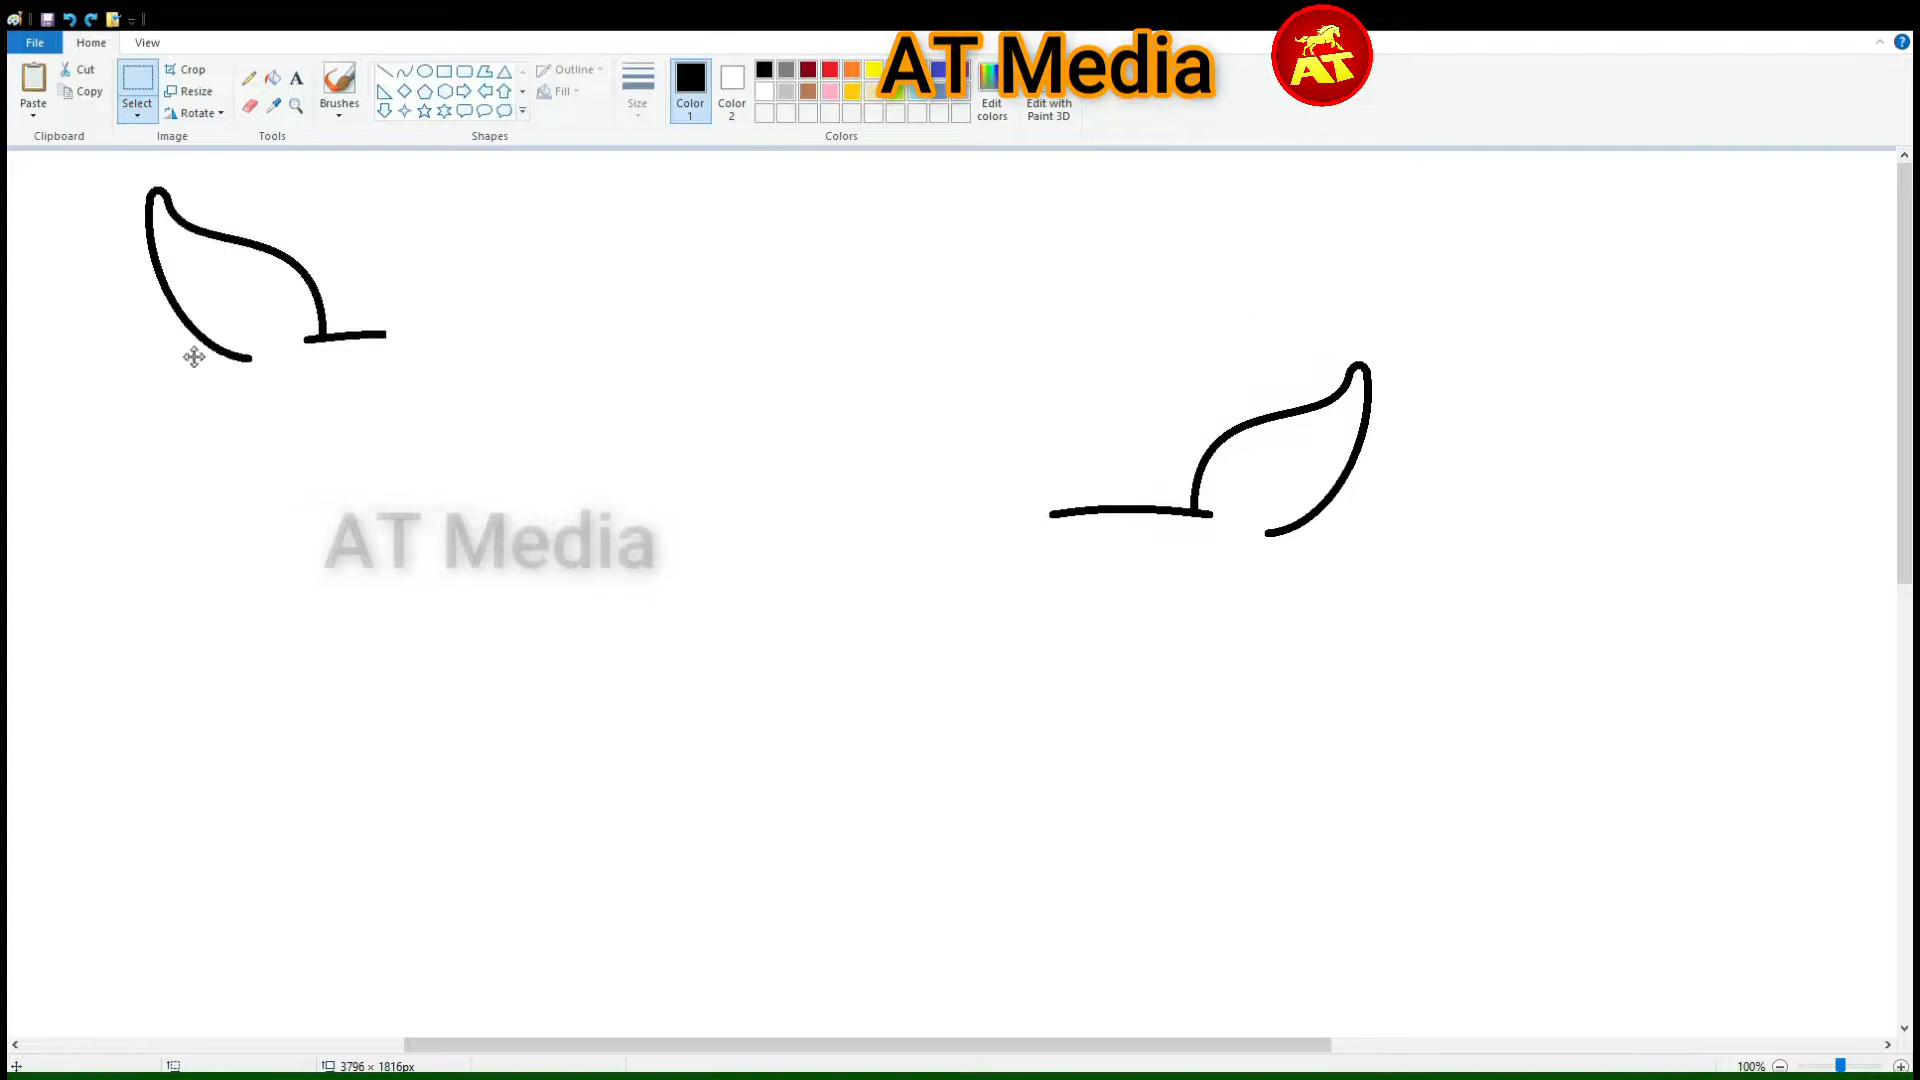 AT Media
AT
File Home View
Paste
Cut
Copy
Clipboard
Select
Crop
Resize
Rotate
Image
A
Tools
Brushes
Shapes
Outline
Fill
Size
Color 1
Color 2
Colors
Edit colors
Edit with Paint 3D
AT Media
3796 × 1816px
100%